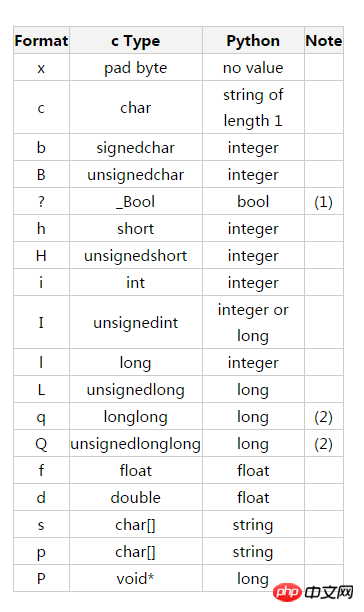 Format c Type Python Note
x pad byte no value
c char string of
length 1
b signedchar integer
B unsignedchar integer
? _Bool bool (1)
h short integer
H unsignedshort integer
i int integer
I unsignedint integer or
long
l long integer
L unsignedlong long
q longlong long (2)
Q unsignedlonglong long (2)
f float float
d double float
s char[] string
p char[] string
P void* long
php 中文网